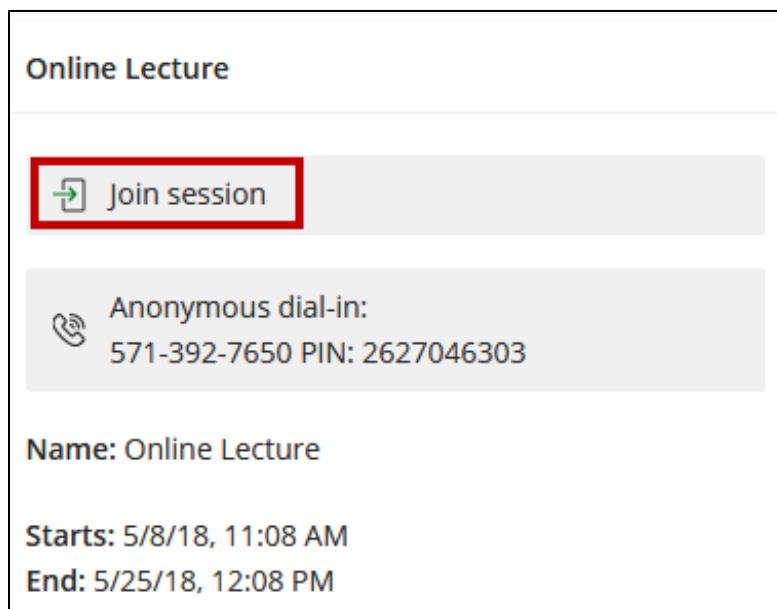 Online Lecture
Join session
Anonymous dial-in:
571-392-7650 PIN: 2627046303
Name: Online Lecture
Starts: 5/8/18, 11:08 AM
End: 5/25/18, 12:08 PM